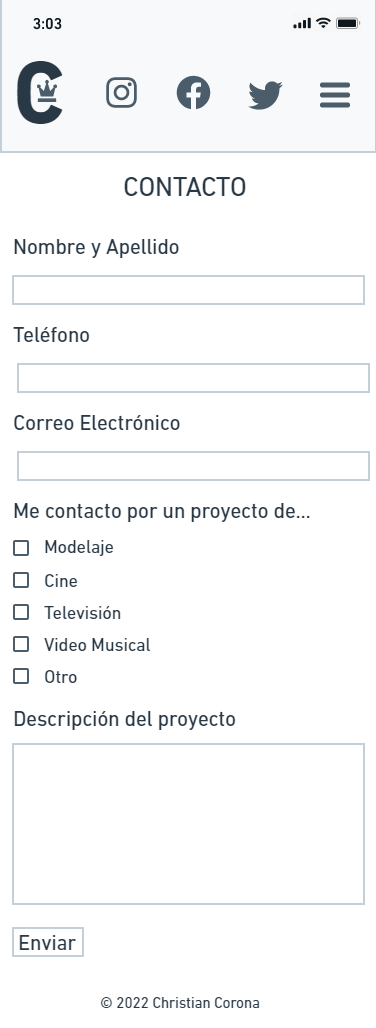 3:03
C
CONTACTO
Nombre y Apellido
Teléfono
Correo Electrónico
Me contacto por un proyecto de...
Modelaje
Cine
Televisión
Video Musical
Otro
Descripción del proyecto
Enviar
© 2022 Christian Corona